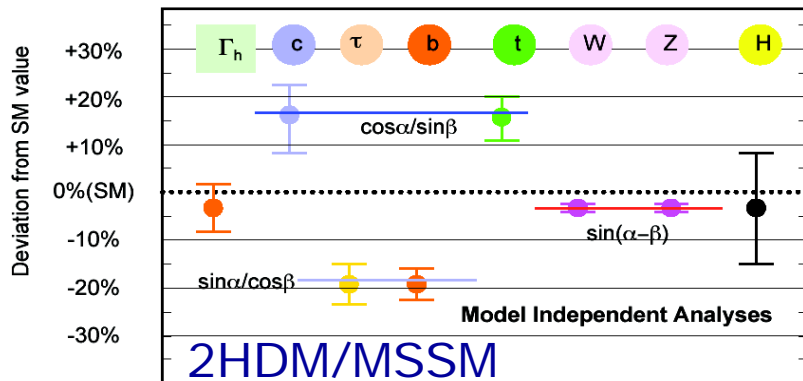 Deviation from SM value
+30%
+20%
+10%
0%(SM)
-10%
-20%
-30%
Γh c τ b t W Z H
cosα/sinβ
sin(α−β)
sinα/cosβ
Model Independent Analyses
2HDM/MSSM